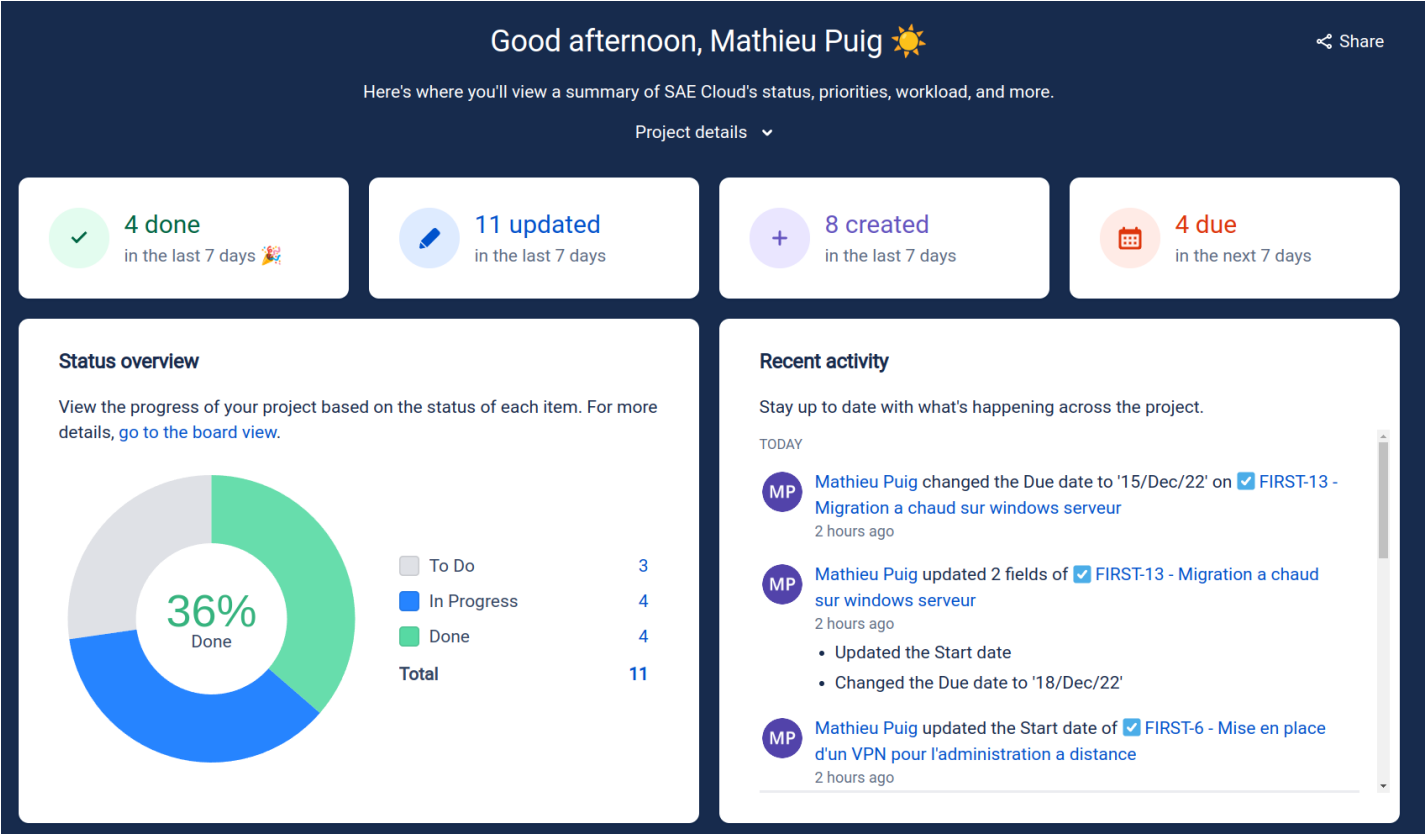 Good afternoon, Mathieu Puig ☀️
Share
Here's where you'll view a summary of SAE Cloud's status, priorities, workload, and more.
Project details
4 done
in the last 7 days 🎉
11 updated
in the last 7 days
8 created
in the last 7 days
4 due
in the next 7 days
Status overview
View the progress of your project based on the status of each item. For more
details, go to the board view.
36%
Done
To Do 3
In Progress 4
Done 4
Total 11
Recent activity
Stay up to date with what's happening across the project.
TODAY
MP
Mathieu Puig changed the Due date to '15/Dec/22' on FIRST-13 -
Migration a chaud sur windows serveur
2 hours ago
MP
Mathieu Puig updated 2 fields of FIRST-13 - Migration a chaud
sur windows serveur
2 hours ago
• Updated the Start date
• Changed the Due date to '18/Dec/22'
MP
Mathieu Puig updated the Start date of FIRST-6 - Mise en place
d'un VPN pour l'administration a distance
2 hours ago